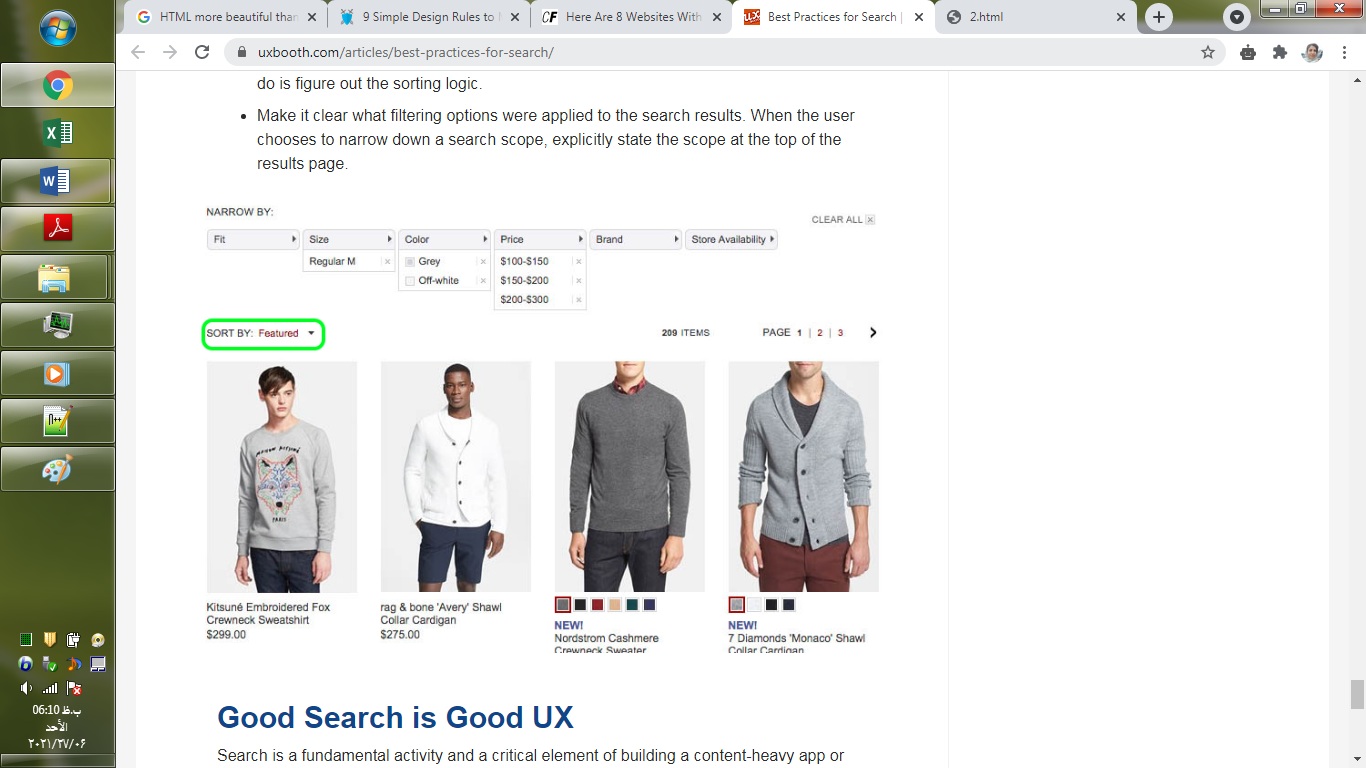 HTML more beautiful than
9 Simple Design Rules to
Here Are 8 Websites With
Best Practices for Search |
2.html
uxbooth.com/articles/best-practices-for-search/
do is figure out the sorting logic.
Make it clear what filtering options were applied to the search results. When the user
chooses to narrow down a search scope, explicitly state the scope at the top of the
results page.
NARROW BY:
CLEAR ALL
Fit
Size
Color
Price
Brand
Store Availability
Regular M
Grey
$100-$150
Off-white
$150-$200
$200-$300
SORT BY: Featured
209 ITEMS
PAGE 1 | 2 | 3
MAISON KITSUNÉ
PARIS
Kitsuné Embroidered Fox
Crewneck Sweatshirt
$299.00
rag & bone 'Avery' Shawl
Collar Cardigan
$275.00
NEW!
Nordstrom Cashmere
Crewneck Sweater
NEW!
7 Diamonds 'Monaco' Shawl
Collar Cardigan
Good Search is Good UX
Search is a fundamental activity and a critical element of building a content-heavy app or
06:10 ب.ظ
الأحد
٢٠٢١/٢٧/٠۶